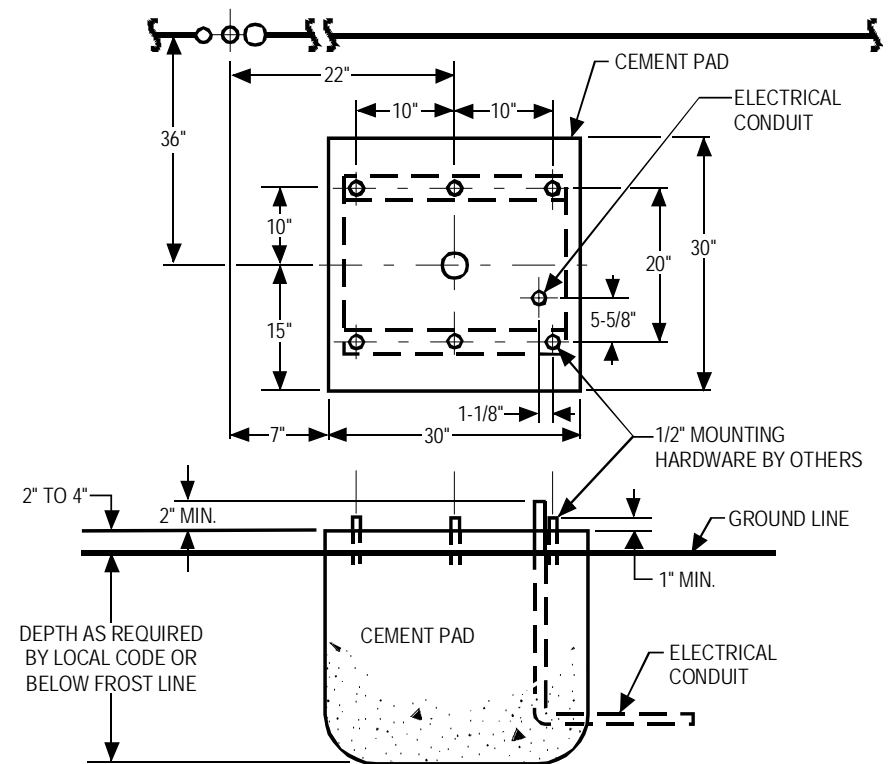 CEMENT PAD
22"
ELECTRICAL
CONDUIT
10"
10"
36"
10"
30"
20"
5-5/8"
15"
1-1/8"
7"
30"
1/2" MOUNTING
HARDWARE BY OTHERS
2" TO 4"
2" MIN.
GROUND LINE
1" MIN.
DEPTH AS REQUIRED
BY LOCAL CODE OR
BELOW FROST LINE
CEMENT PAD
ELECTRICAL
CONDUIT